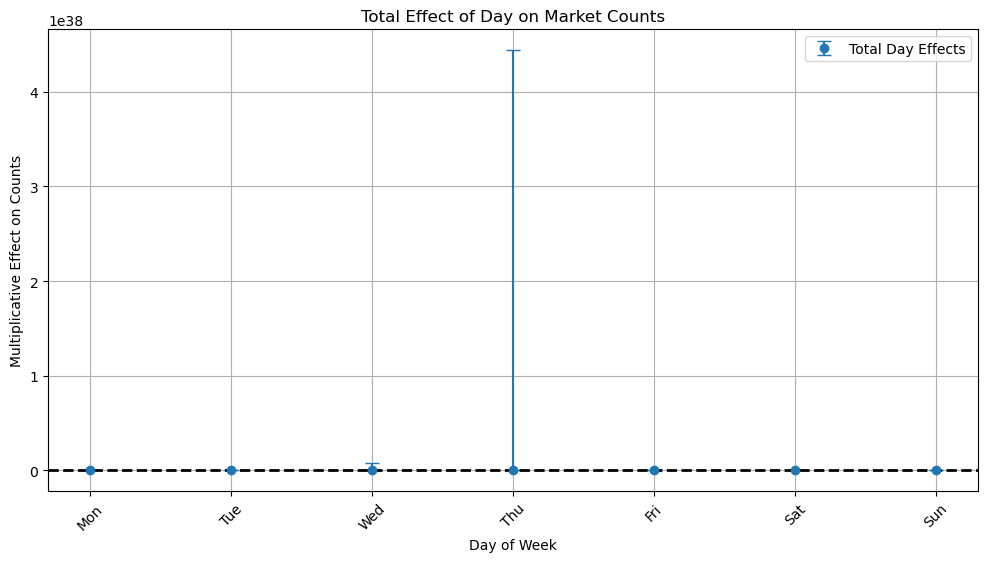 Total Effect of Day on Market Counts
1e38
Total Day Effects
4
3
2
1
0
Multiplicative Effect on Counts
Mon
Tue
Wed
Thu
Fri
Sat
Sun
Day of Week